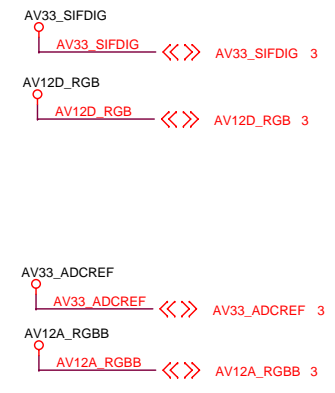 AV33_SIFDIG
AV33_SIFDIG AV33_SIFDIG 3
AV12D_RGB
AV12D_RGB AV12D_RGB 3
AV33_ADCREF
AV33_ADCREF AV33_ADCREF 3
AV12A_RGBB
AV12A_RGBB AV12A_RGBB 3